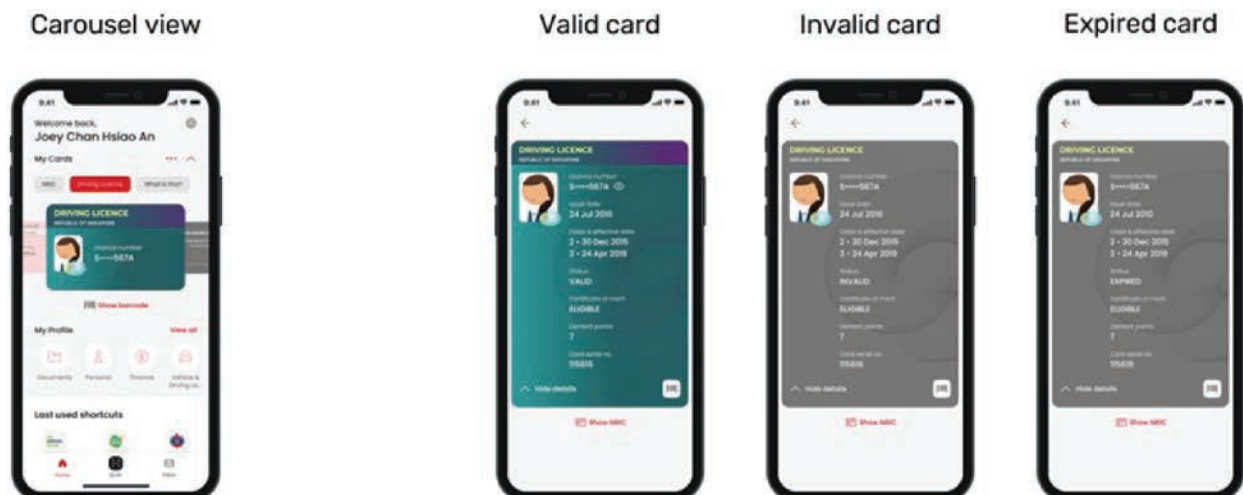 Carousel view
Valid card
Invalid card
Expired card
9:41
Welcome back,
Joey Chan Hsiao An
My Cards
NRIC
Driving Licence
What is this?
DRIVING LICENCE
REPUBLIC OF SINGAPORE
Licence number
S••••567A
Show barcode
My Profile
View all
Documents
Personal
Finance
Vehicle &
Driving Lic...
Last used shortcuts
Home
Scan
Inbox
9:41
DRIVING LICENCE
REPUBLIC OF SINGAPORE
Licence number
S••••567A
Issue date
24 Jul 2010
Class & effective date
2 • 30 Dec 2015
3 • 24 Apr 2019
Status
VALID
Certificate of merit
ELIGIBLE
Demerit points
7
Card serial no.
115616
Hide details
Show NRIC
9:41
DRIVING LICENCE
REPUBLIC OF SINGAPORE
Licence number
S••••567A
Issue date
24 Jul 2010
Class & effective date
2 • 30 Dec 2015
3 • 24 Apr 2019
Status
INVALID
Certificate of merit
ELIGIBLE
Demerit points
7
Card serial no.
115616
Hide details
Show NRIC
9:41
DRIVING LICENCE
REPUBLIC OF SINGAPORE
Licence number
S••••567A
Issue date
24 Jul 2010
Class & effective date
2 • 30 Dec 2015
3 • 24 Apr 2019
Status
EXPIRED
Certificate of merit
ELIGIBLE
Demerit points
7
Card serial no.
115616
Hide details
Show NRIC